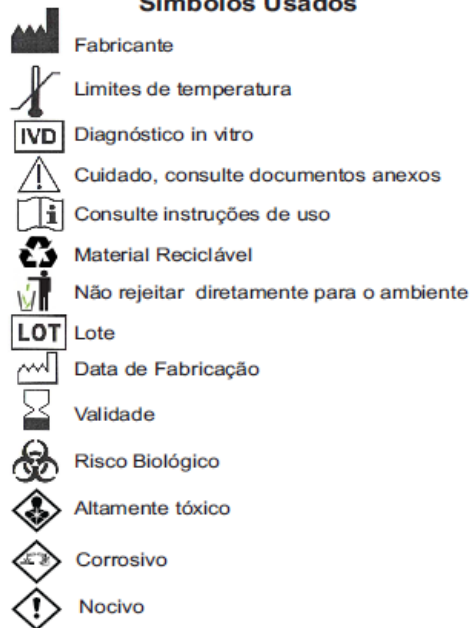 Símbolos Usados
Fabricante
Limites de temperatura
IVD Diagnóstico in vitro
Cuidado, consulte documentos anexos
i Consulte instruções de uso
Material Reciclável
Não rejeitar diretamente para o ambiente
LOT Lote
Data de Fabricação
Validade
Risco Biológico
Altamente tóxico
Corrosivo
! Nocivo